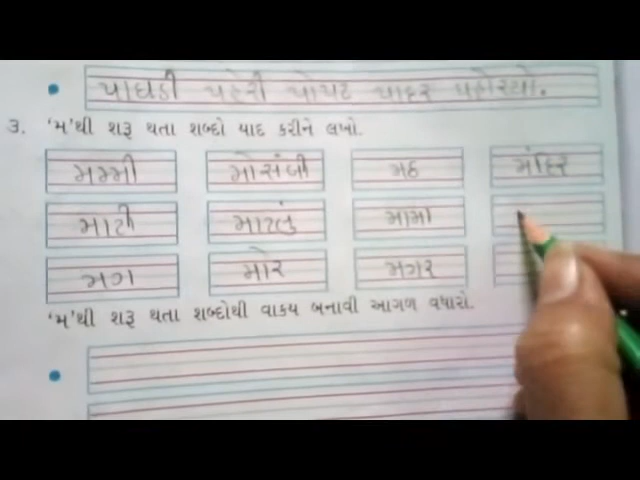 પાઘડી પહેરી પોપટ પાદર પહોંચ્યો.
૩. 'મ'થી શરૂ થતા શબ્દો યાદ કરીને લખો.
મમ્મી મોસંબી મઠ મંદિર
માટી માટલું મામા
મગ મોર મગર
'મ'થી શરૂ થતા શબ્દોથી વાક્ય બનાવી આગળ વધારો.